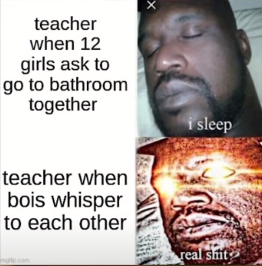 teacher
when 12
girls ask to
go to bathroom
together
i sleep
teacher when
bois whisper
to each other
real shit
imgflip.com